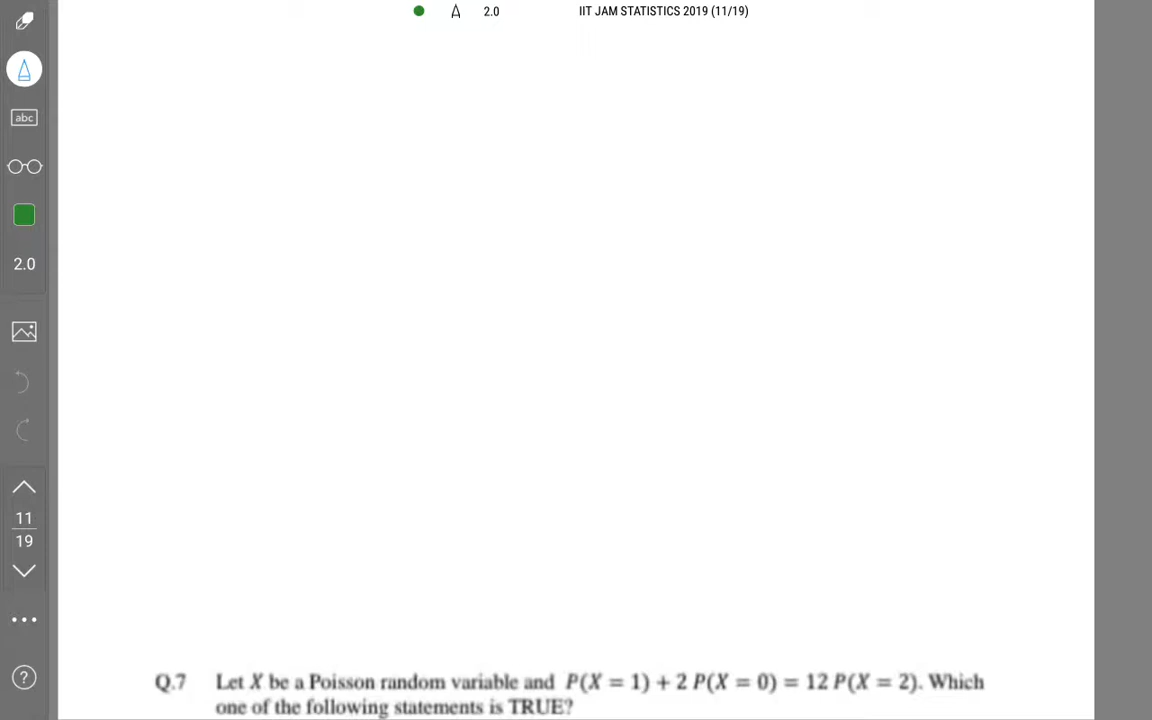 2.0 IIT JAM STATISTICS 2019 (11/19)
abc
2.0
11
19
?
Q.7 Let X be a Poisson random variable and P(X = 1) + 2 P(X = 0) = 12 P(X = 2). Which
one of the following statements is TRUE?